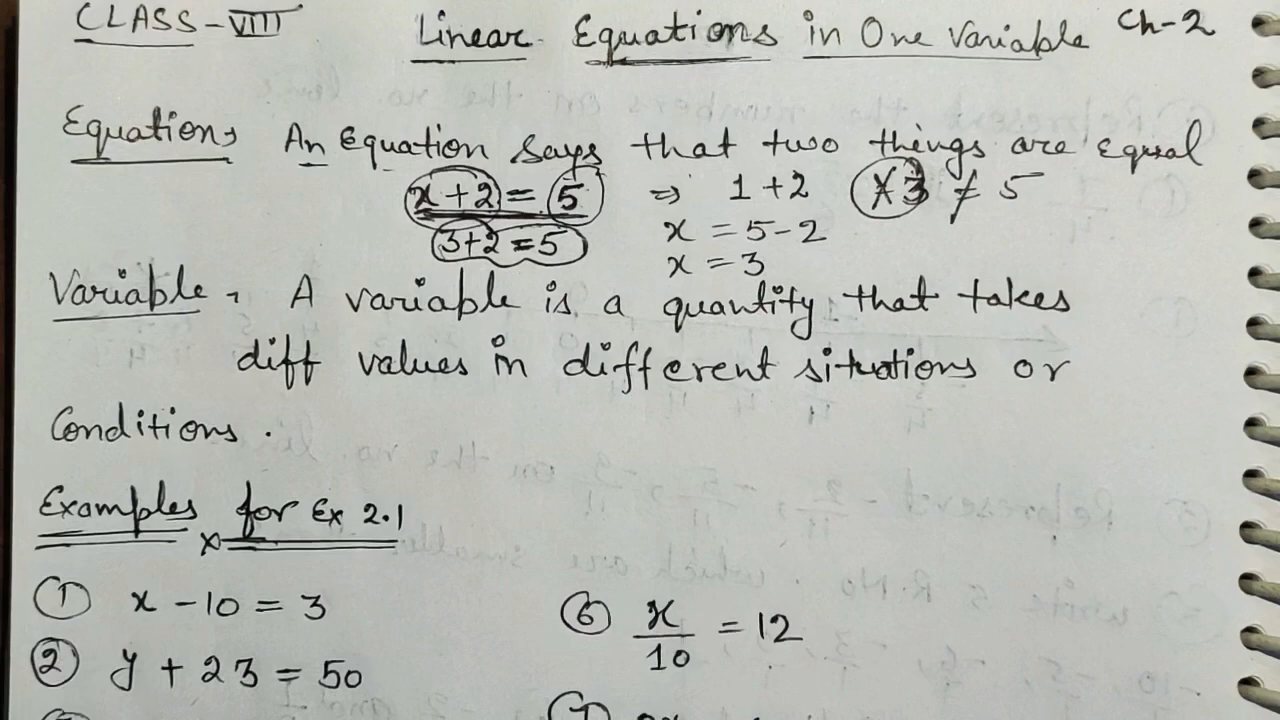 CLASS-VIII Linear Equations in One Variable Ch-2
Equation, An Equation says that two things are equal
x+2 = 5 ⇒ 1+2 3 ≠ 5
3+2=5 x = 5-2
x = 3
Variable, A variable is a quantity that takes
diff values in different situations or
Conditions.
Examples for Ex 2.1
① x - 10 = 3
② y + 23 = 50
⑥ x/10 = 12